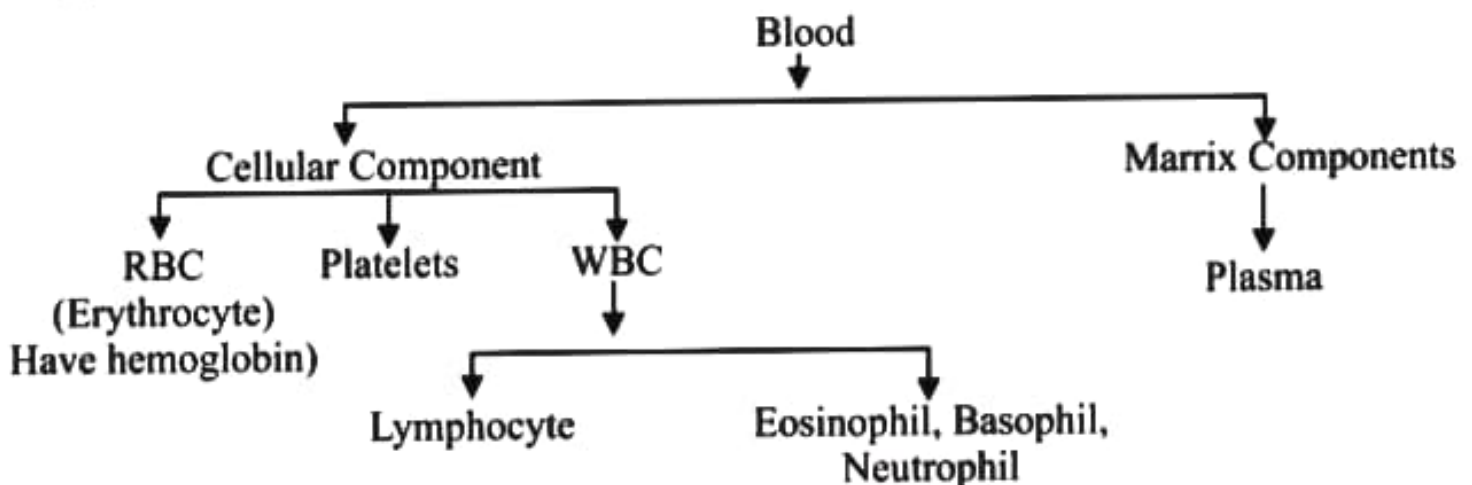 Blood
Cellular Component
Marrix Components
RBC
Platelets
WBC
Plasma
(Erythrocyte)
Have hemoglobin)
Lymphocyte
Eosinophil, Basophil,
Neutrophil